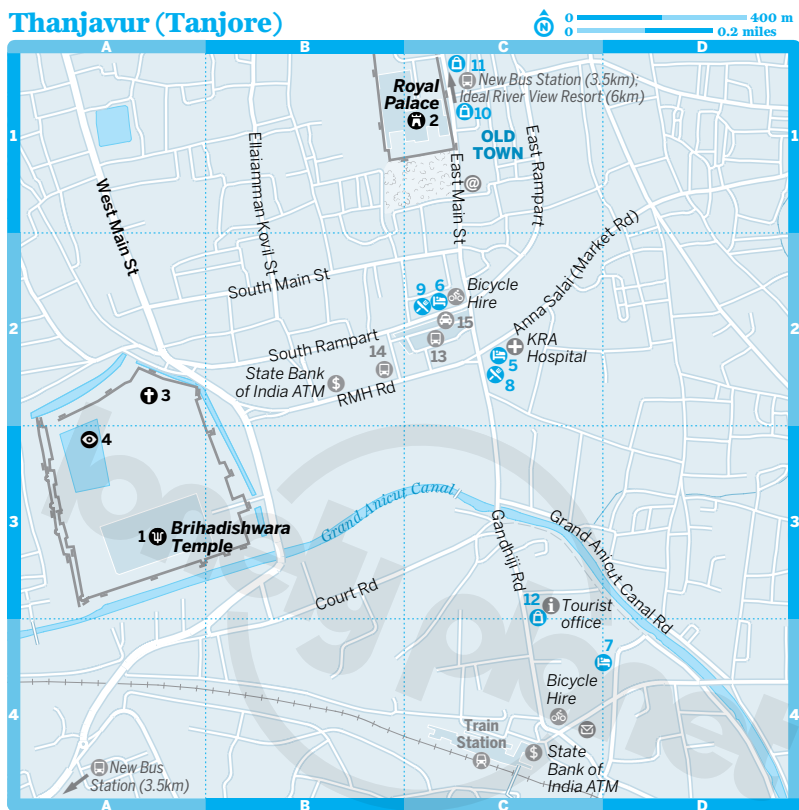 Thanjavur (Tanjore)
N
0 400 m
0 0.2 miles
A
B
C
D
1
2
3
4
1
2
3
4
A
B
C
D
Royal
Palace
2
11
New Bus Station (3.5km);
Ideal River View Resort (6km)
10
OLD
TOWN
@
West Main St
Ellaiamman Kovil St
East Main St
East Rampart
Anna Salai (Market Rd)
South Main St
9
6
Bicycle
Hire
15
South Rampart
13
14
KRA
Hospital
5
8
State Bank
of India ATM
$
RMH Rd
3
4
1
Brihadishwara
Temple
Grand Anicut Canal
Gandhiji Rd
Grand Anicut Canal Rd
Court Rd
12
i
Tourist
office
7
Bicycle
Hire
Train
Station
$
State
Bank of
India ATM
New Bus
Station (3.5km)
lonely planet